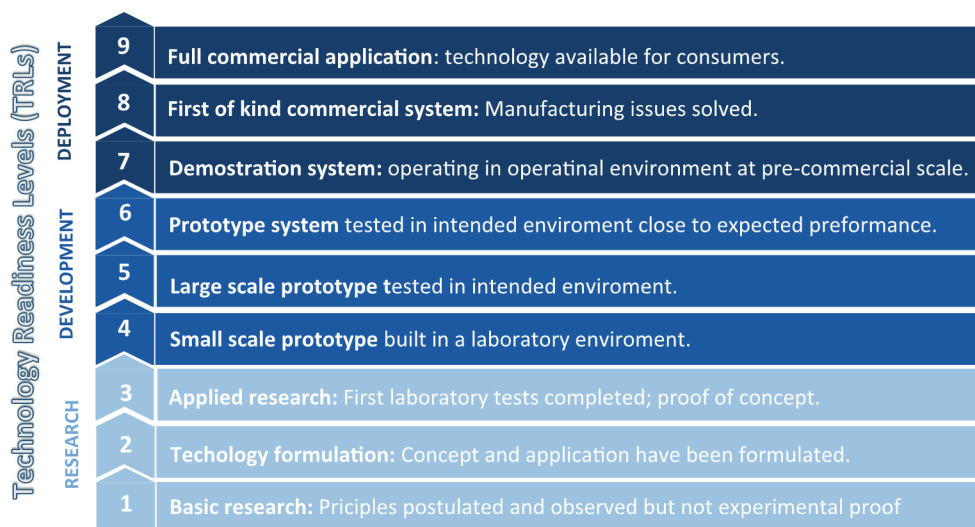 Technology Readiness Levels (TRLs)
DEPLOYMENT
9
Full commercial application: technology available for consumers.
8
First of kind commercial system: Manufacturing issues solved.
7
Demostration system: operating in operatinal environment at pre-commercial scale.
DEVELOPMENT
6
Prototype system tested in intended enviroment close to expected preformance.
5
Large scale prototype tested in intended enviroment.
4
Small scale prototype built in a laboratory enviroment.
RESEARCH
3
Applied research: First laboratory tests completed; proof of concept.
2
Techology formulation: Concept and application have been formulated.
1
Basic research: Priciples postulated and observed but not experimental proof